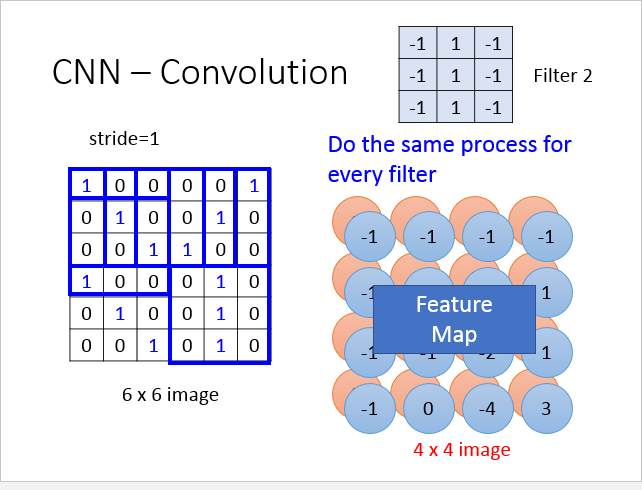 CNN – Convolution
-1 1 -1
-1 1 -1
-1 1 -1
Filter 2
stride=1
Do the same process for
every filter
1 0 0 0 0 1
0 1 0 0 1 0
0 0 1 1 0 0
1 0 0 0 1 0
0 1 0 0 1 0
0 0 1 0 1 0
6 x 6 image
-1 -1 -1 -1
1
Feature
Map
-1 1
-1 0 -4 3
4 x 4 image